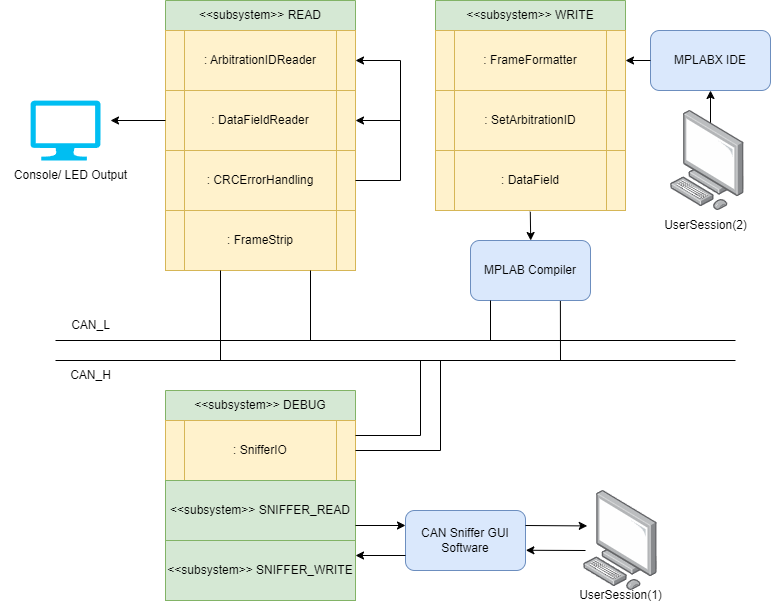 <<subsystem>> READ
: ArbitrationIDReader
: DataFieldReader
: CRCErrorHandling
: FrameStrip
Console/ LED Output
<<subsystem>> WRITE
: FrameFormatter
: SetArbitrationID
: DataField
MPLABX IDE
UserSession(2)
MPLAB Compiler
CAN_L
CAN_H
<<subsystem>> DEBUG
: SnifferIO
<<subsystem>> SNIFFER_READ
<<subsystem>> SNIFFER_WRITE
CAN Sniffer GUI
Software
UserSession(1)